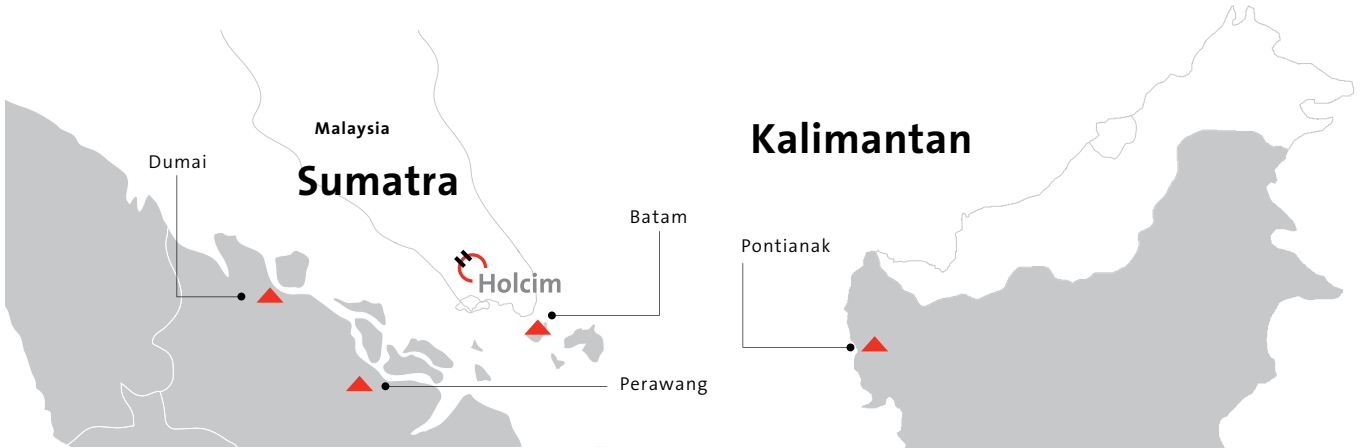 Malaysia
Dumai
Sumatra
Batam
Holcim
Perawang
Kalimantan
Pontianak